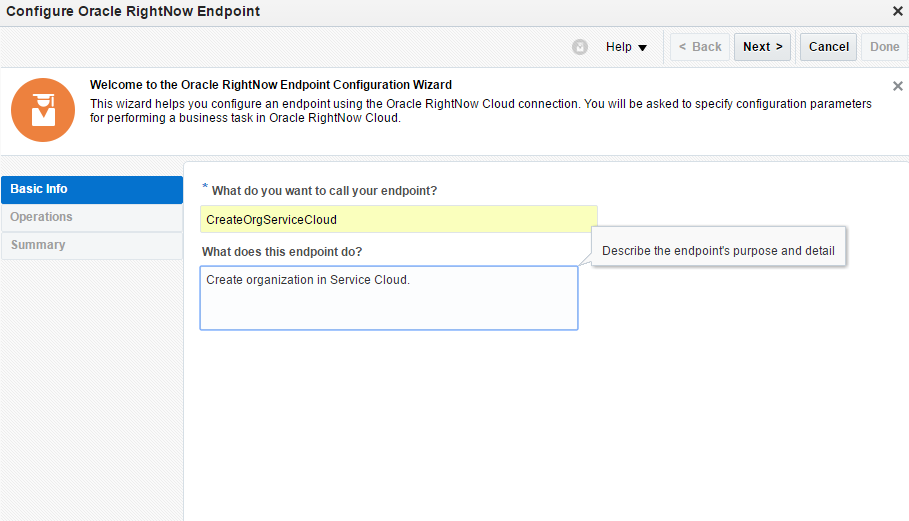 Configure Oracle RightNow Endpoint
Help
< Back
Next >
Cancel
Done
Welcome to the Oracle RightNow Endpoint Configuration Wizard
This wizard helps you configure an endpoint using the Oracle RightNow Cloud connection. You will be asked to specify configuration parameters
for performing a business task in Oracle RightNow Cloud.
Basic Info
Operations
Summary
* What do you want to call your endpoint?
CreateOrgServiceCloud
What does this endpoint do?
Describe the endpoint's purpose and detail
Create organization in Service Cloud.